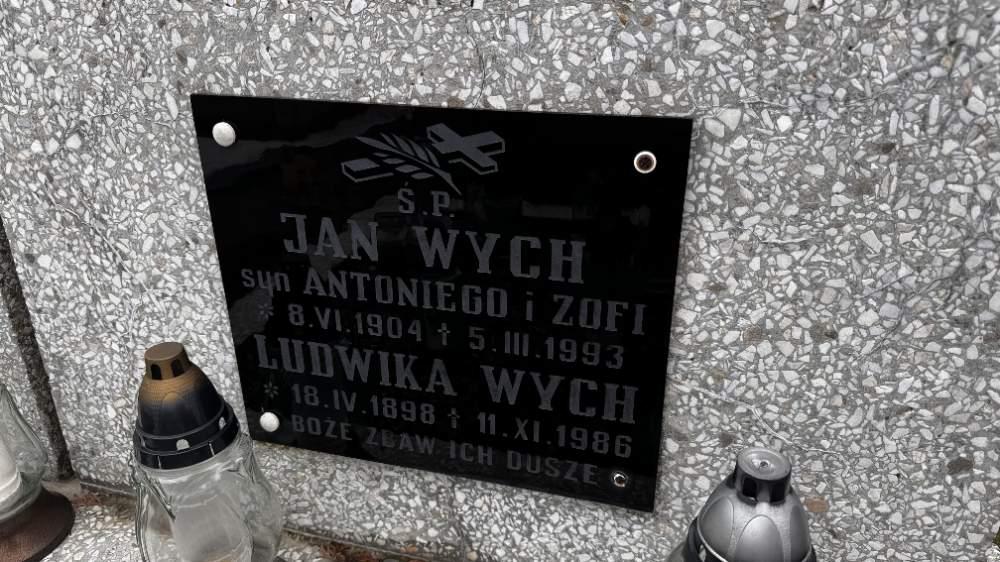 Ś.P.
JAN WYCH
syn ANTONIEGO i ZOFI
* 8.VI.1904 † 5.III.1993
LUDWIKA WYCH
* 18.IV.1898 † 11.XI.1986
BOŻE ZBAW ICH DUSZE